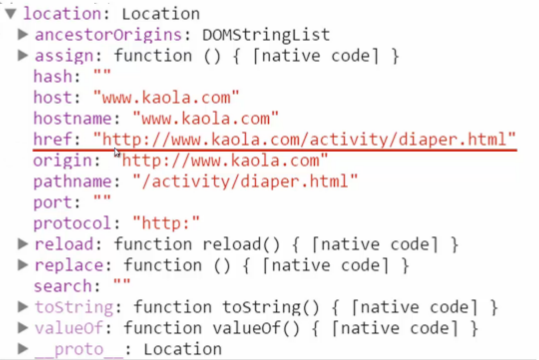 ▼ location: Location
▶ ancestorOrigins: DOMStringList
▶ assign: function () { [native code] }
hash: ""
host: "www.kaola.com"
hostname: "www.kaola.com"
href: "http://www.kaola.com/activity/diaper.html"
origin: "http://www.kaola.com"
pathname: "/activity/diaper.html"
port: ""
protocol: "http:"
▶ reload: function reload() { [native code] }
▶ replace: function () { [native code] }
search: ""
▶ toString: function toString() { [native code] }
▶ valueOf: function valueOf() { [native code] }
▶ __proto__: Location